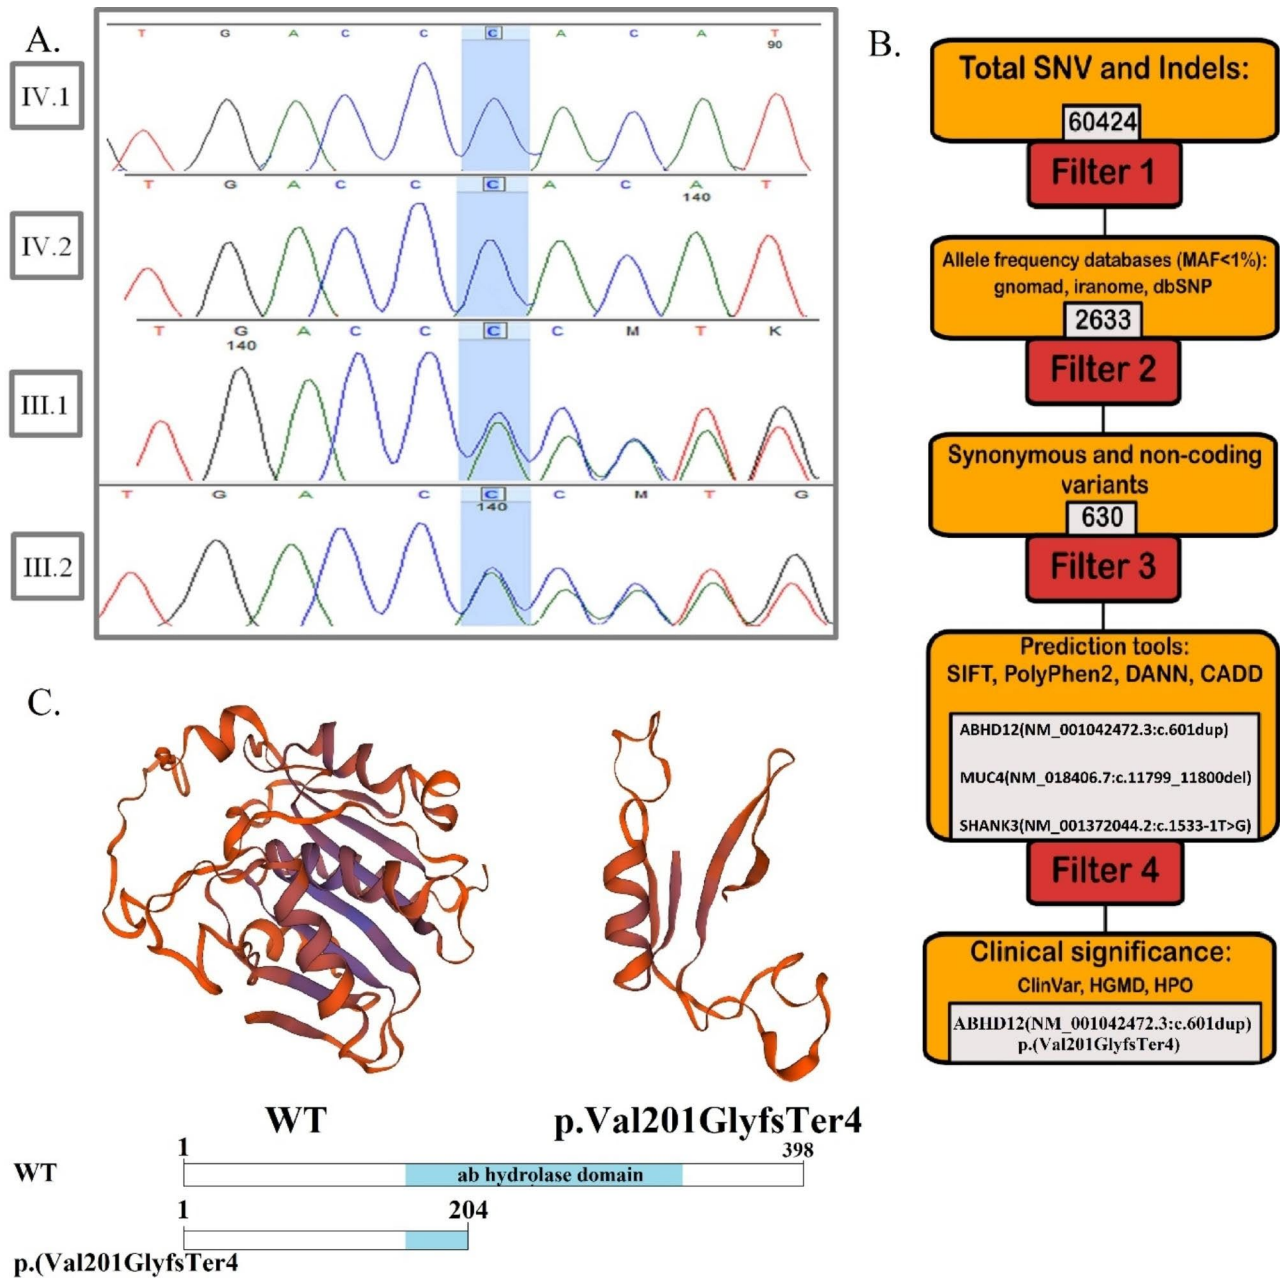 A.
T G A C C C A C A T
90
IV.1
T G A C C C A C A T
140
IV.2
T G A C C C C M T K
140
III.1
T G A C C C M T G
140
III.2
B.
Total SNV and Indels:
60424
Filter 1
Allele frequency databases (MAF<1%):
gnomad, iranome, dbSNP
2633
Filter 2
Synonymous and non-coding
variants
630
Filter 3
Prediction tools:
SIFT, PolyPhen2, DANN, CADD
ABHD12(NM_001042472.3:c.601dup)
MUC4(NM_018406.7:c.11799_11800del)
SHANK3(NM_001372044.2:c.1533-1T>G)
Filter 4
Clinical significance:
ClinVar, HGMD, HPO
ABHD12(NM_001042472.3:c.601dup)
p.(Val201GlyfsTer4)
C.
WT
p.Val201GlyfsTer4
1
398
WT
ab hydrolase domain
1
204
p.(Val201GlyfsTer4